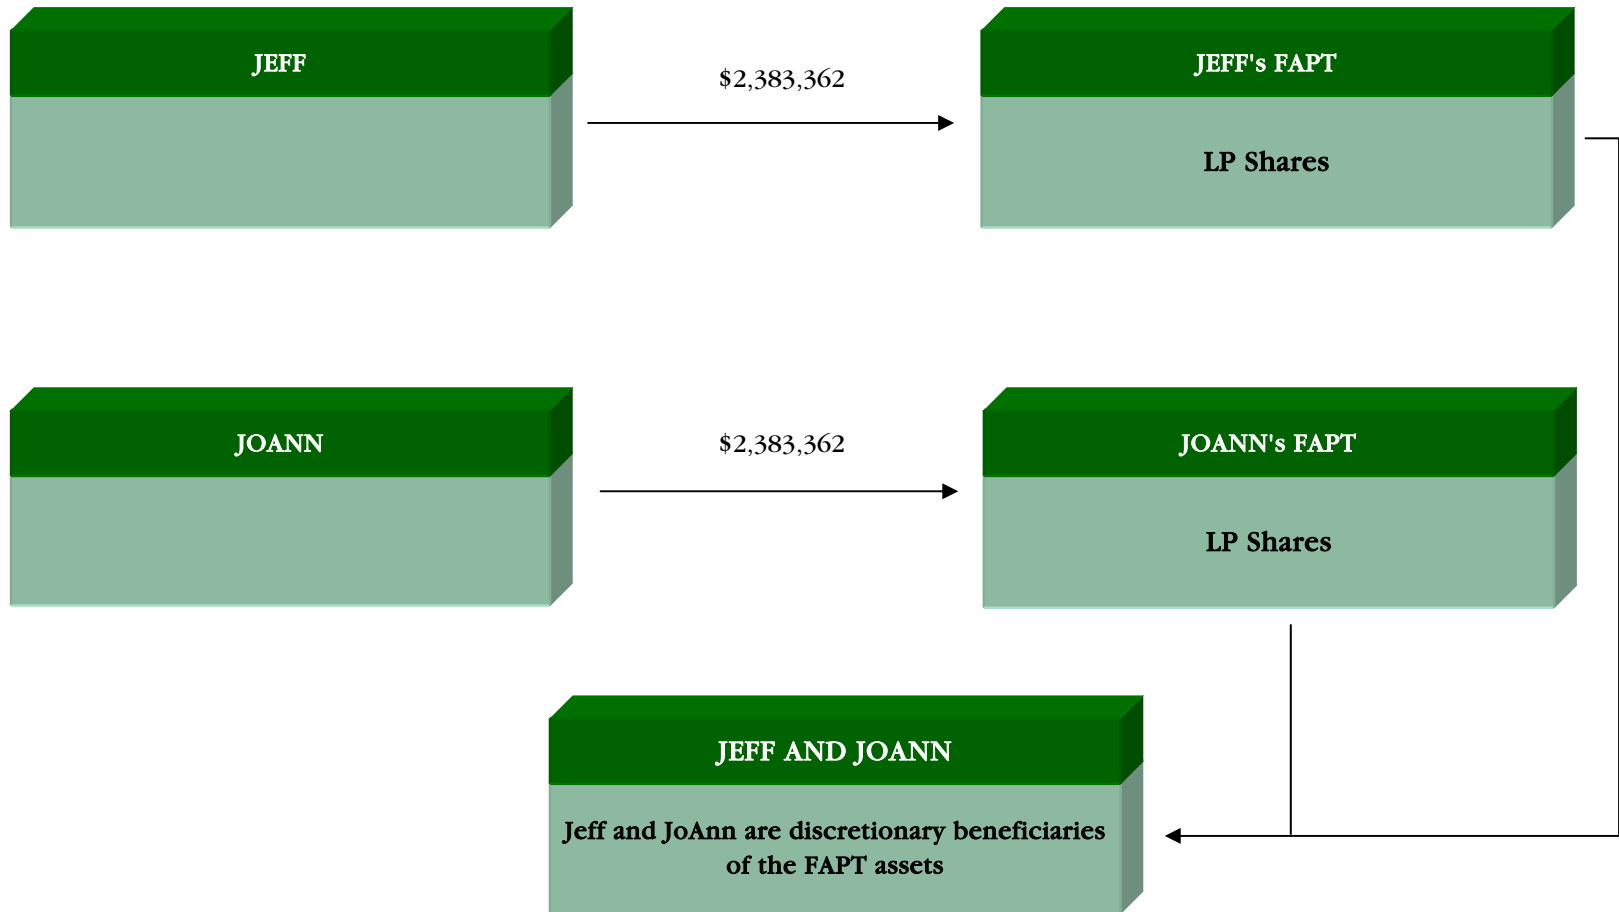 JEFF
$2,383,362
JEFF's FAPT
LP Shares
JOANN
$2,383,362
JOANN's FAPT
LP Shares
JEFF AND JOANN
Jeff and JoAnn are discretionary beneficiaries
of the FAPT assets